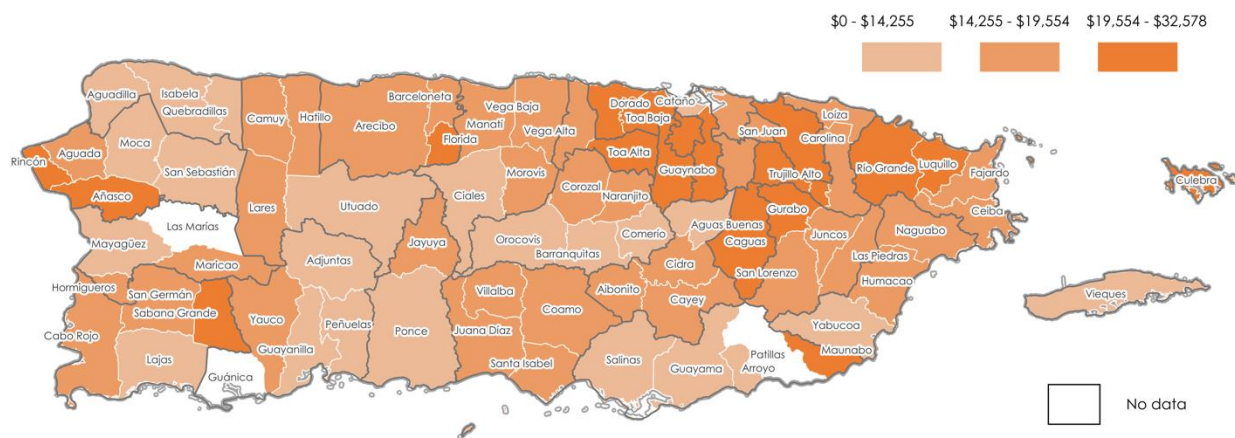 $0 - $14,255
$14,255 - $19,554
$19,554 - $32,578
Aguadilla
Isabela
Quebradillas
Camuy
Hatillo
Arecibo
Barceloneta
Florida
Manatí
Vega Baja
Vega Alta
Dorado
Toa Baja
Cataño
Toa Alta
Guaynabo
San Juan
Trujillo Alto
Carolina
Loíza
Río Grande
Luquillo
Fajardo
Ceiba
Culebra
Vieques
Rincón
Aguada
Moca
San Sebastián
Añasco
Las Marías
Mayagüez
Maricao
Lares
Utuado
Adjuntas
Jayuya
Ciales
Morovis
Corozal
Naranjito
Orocovis
Barranquitas
Comerío
Aguas Buenas
Caguas
Gurabo
Juncos
Las Piedras
Naguabo
Humacao
San Lorenzo
Cidra
Cayey
Aibonito
Coamo
Villalba
Juana Díaz
Santa Isabel
Ponce
Peñuelas
Guayanilla
Yauco
Sabana Grande
San Germán
Hormigueros
Cabo Rojo
Lajas
Guánica
Salinas
Guayama
Patillas
Arroyo
Yabucoa
Maunabo
No data